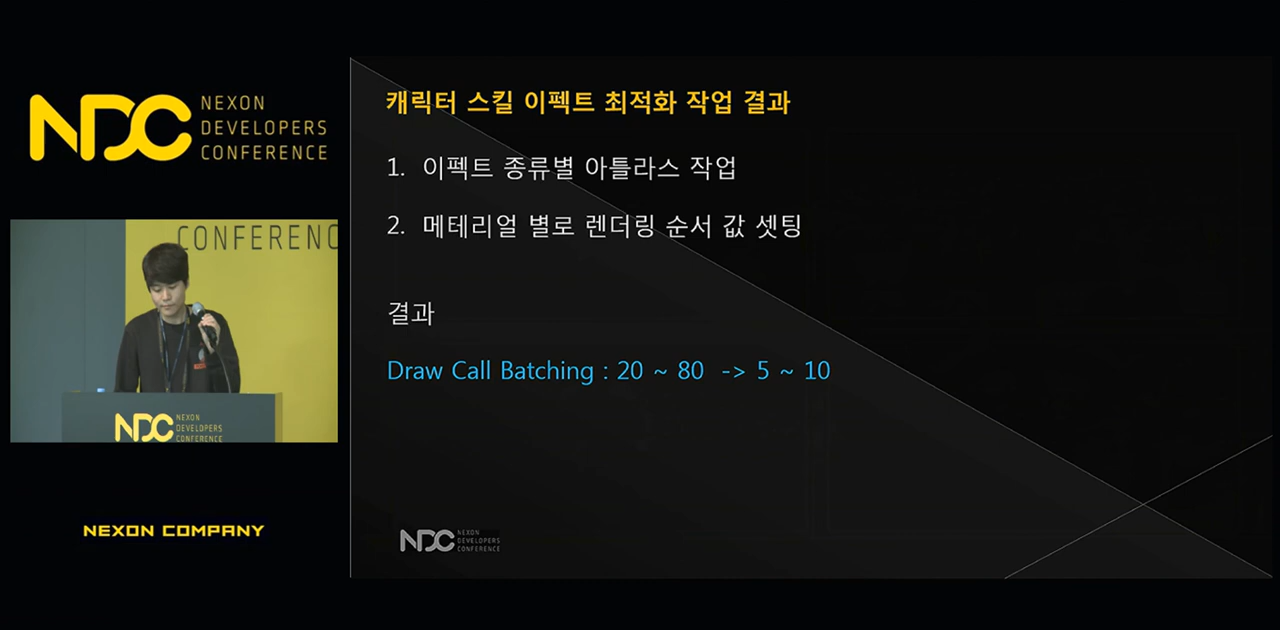 NDC
NEXON
DEVELOPERS
CONFERENCE
CONFERENC
NDC
NEXON
DEVELOPERS
CONFERENCE
NEXON COMPANY
캐릭터 스킬 이펙트 최적화 작업 결과
1. 이펙트 종류별 아틀라스 작업
2. 메테리얼 별로 렌더링 순서 값 셋팅
결과
Draw Call Batching : 20 ~ 80 -> 5 ~ 10
NDC
NEXON
DEVELOPERS
CONFERENCE